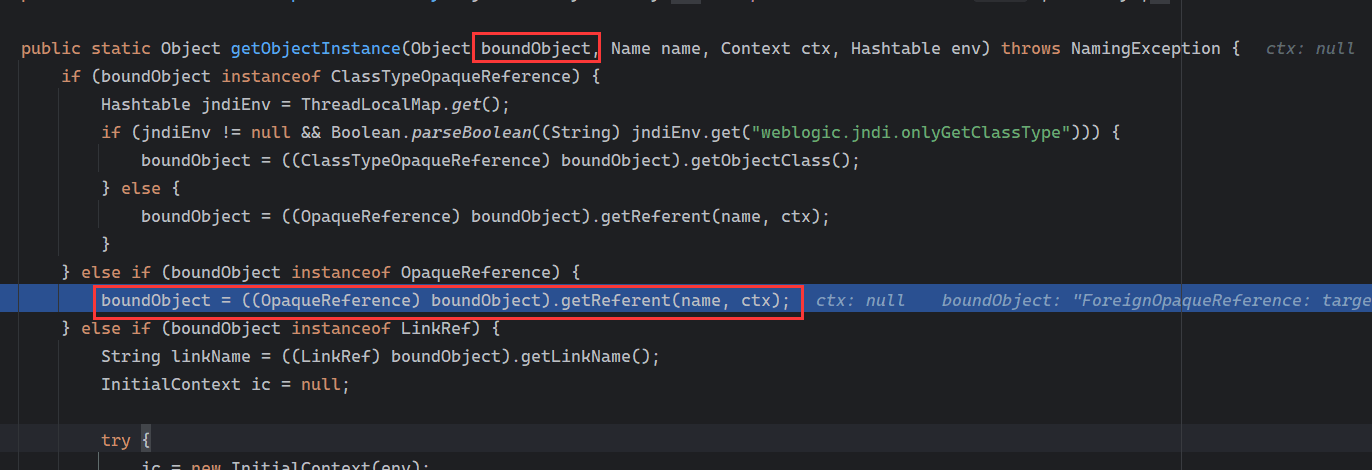 public static Object getObjectInstance(Object boundObject, Name name, Context ctx, Hashtable env) throws NamingException {   ctx: null
    if (boundObject instanceof ClassTypeOpaqueReference) {
        Hashtable jndiEnv = ThreadLocalMap.get();
        if (jndiEnv != null && Boolean.parseBoolean((String) jndiEnv.get("weblogic.jndi.onlyGetClassType"))) {
            boundObject = ((ClassTypeOpaqueReference) boundObject).getObjectClass();
        } else {
            boundObject = ((OpaqueReference) boundObject).getReferent(name, ctx);
        }
    } else if (boundObject instanceof OpaqueReference) {
        boundObject = ((OpaqueReference) boundObject).getReferent(name, ctx);   ctx: null   boundObject: "ForeignOpaqueReference: targe
    } else if (boundObject instanceof LinkRef) {
        String linkName = ((LinkRef) boundObject).getLinkName();
        InitialContext ic = null;
        try {
            ic = new InitialContext(env);